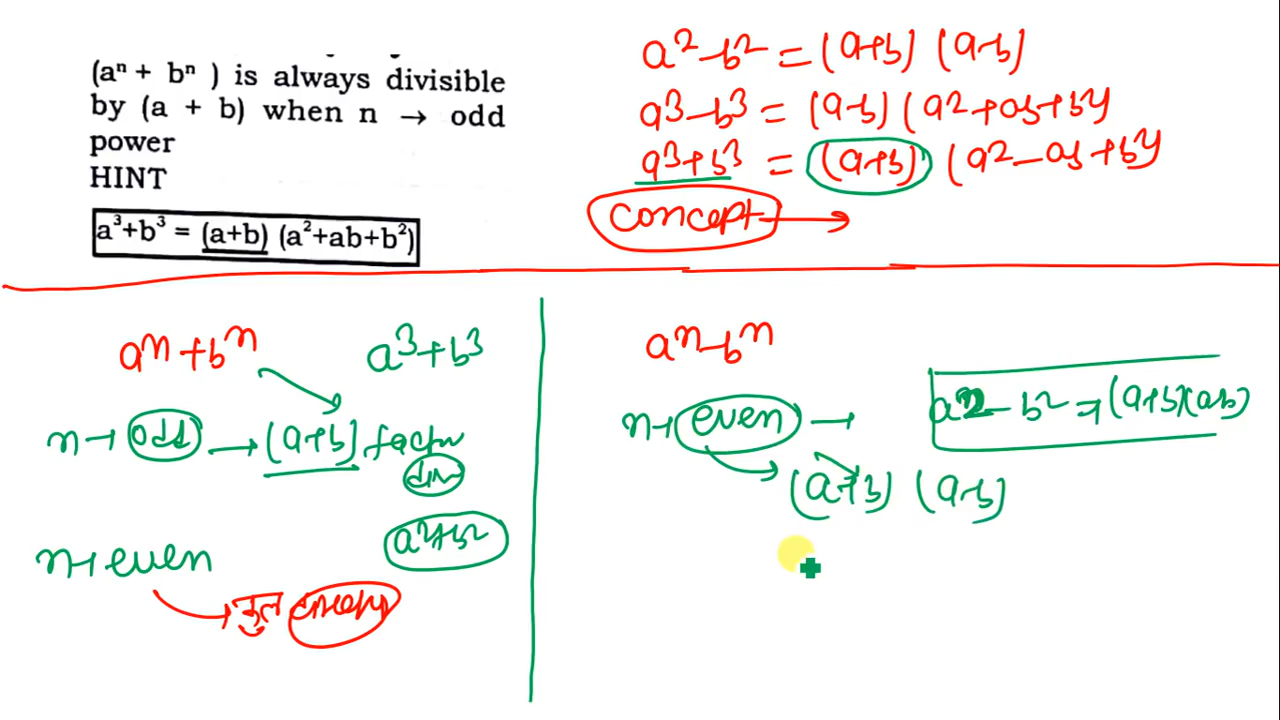 (aⁿ + bⁿ ) is always divisible
by (a + b) when n → odd
power
HINT
a³+b³ = (a+b) (a²+ab+b²)
a²-b² = (a+b) (a-b)
a³-b³ = (a-b) (a²+ab+b²)
a³+b³ = (a+b) (a²-ab+b²)
concept →
aⁿ+bⁿ a³+b³
n→ odd → (a+b) factor
a²+b²
n→even
→ कुल
aⁿ-bⁿ
n→ even →
a²-b² = (a+b)(a-b)
(a+b) (a-b)